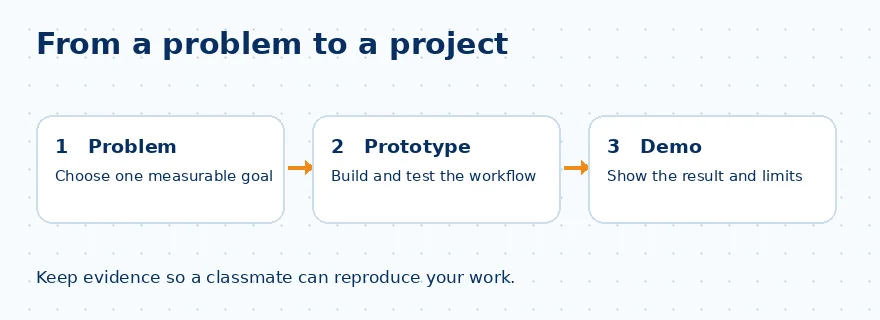 From a problem to a project
1 Problem
Choose one measurable goal
2 Prototype
Build and test the workflow
3 Demo
Show the result and limits
Keep evidence so a classmate can reproduce your work.